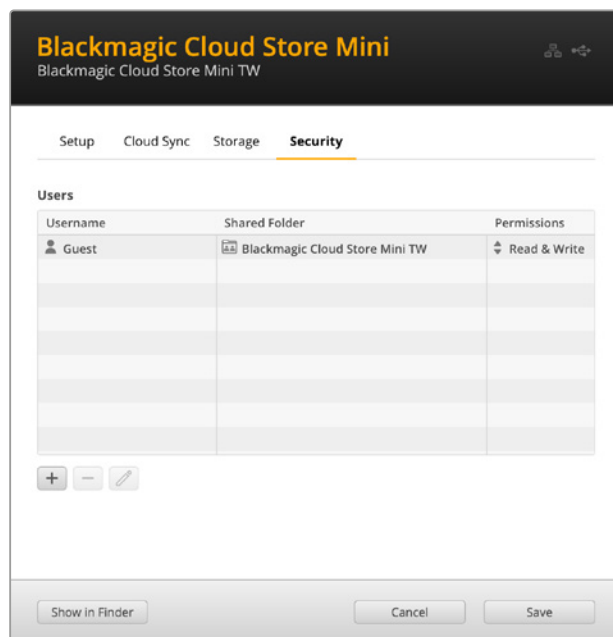 Blackmagic Cloud Store Mini
Blackmagic Cloud Store Mini TW
Setup Cloud Sync Storage Security
Users
Username Shared Folder Permissions
Guest Blackmagic Cloud Store Mini TW Read & Write
Show in Finder Cancel Save